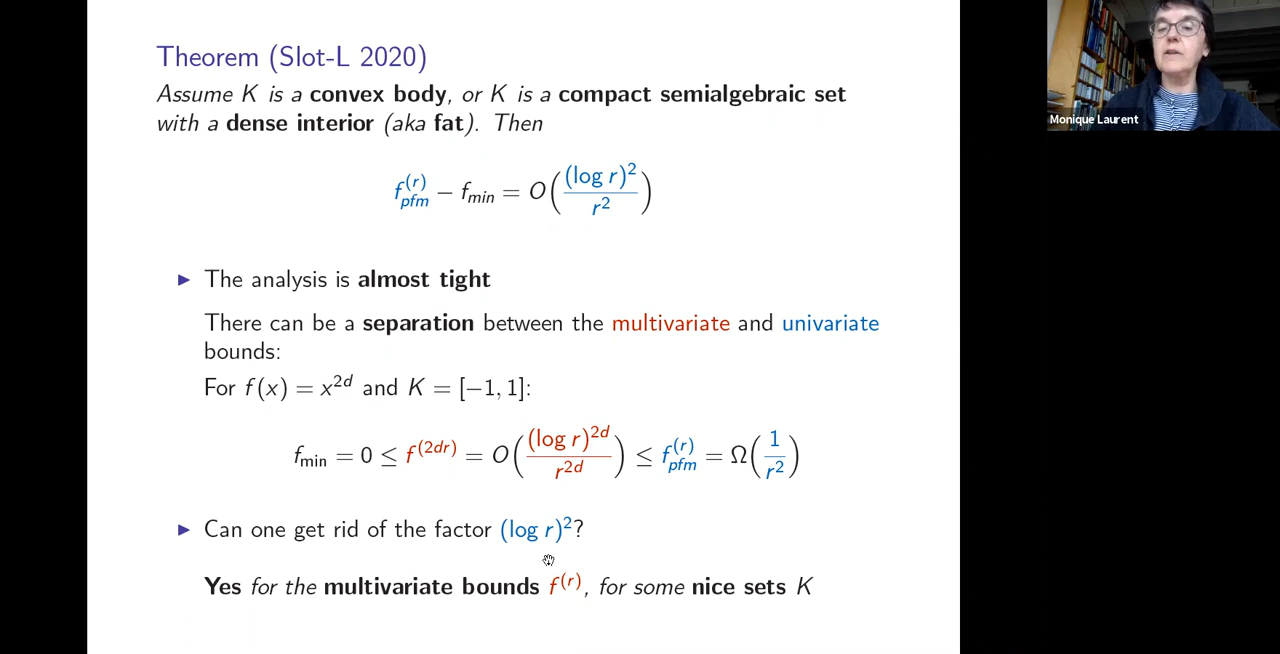 Theorem (Slot-L 2020)
Assume K is a convex body, or K is a compact semialgebraic set
with a dense interior (aka fat). Then
f_{pfm}^{(r)} − f_{min} = O((log r)^2 / r^2)
▶ The analysis is almost tight
There can be a separation between the multivariate and univariate
bounds:
For f(x) = x^{2d} and K = [−1, 1]:
f_{min} = 0 ≤ f^{(2dr)} = O((log r)^{2d} / r^{2d}) ≤ f_{pfm}^{(r)} = Ω(1 / r^2)
▶ Can one get rid of the factor (log r)^2?
Yes for the multivariate bounds f^{(r)}, for some nice sets K
Monique Laurent